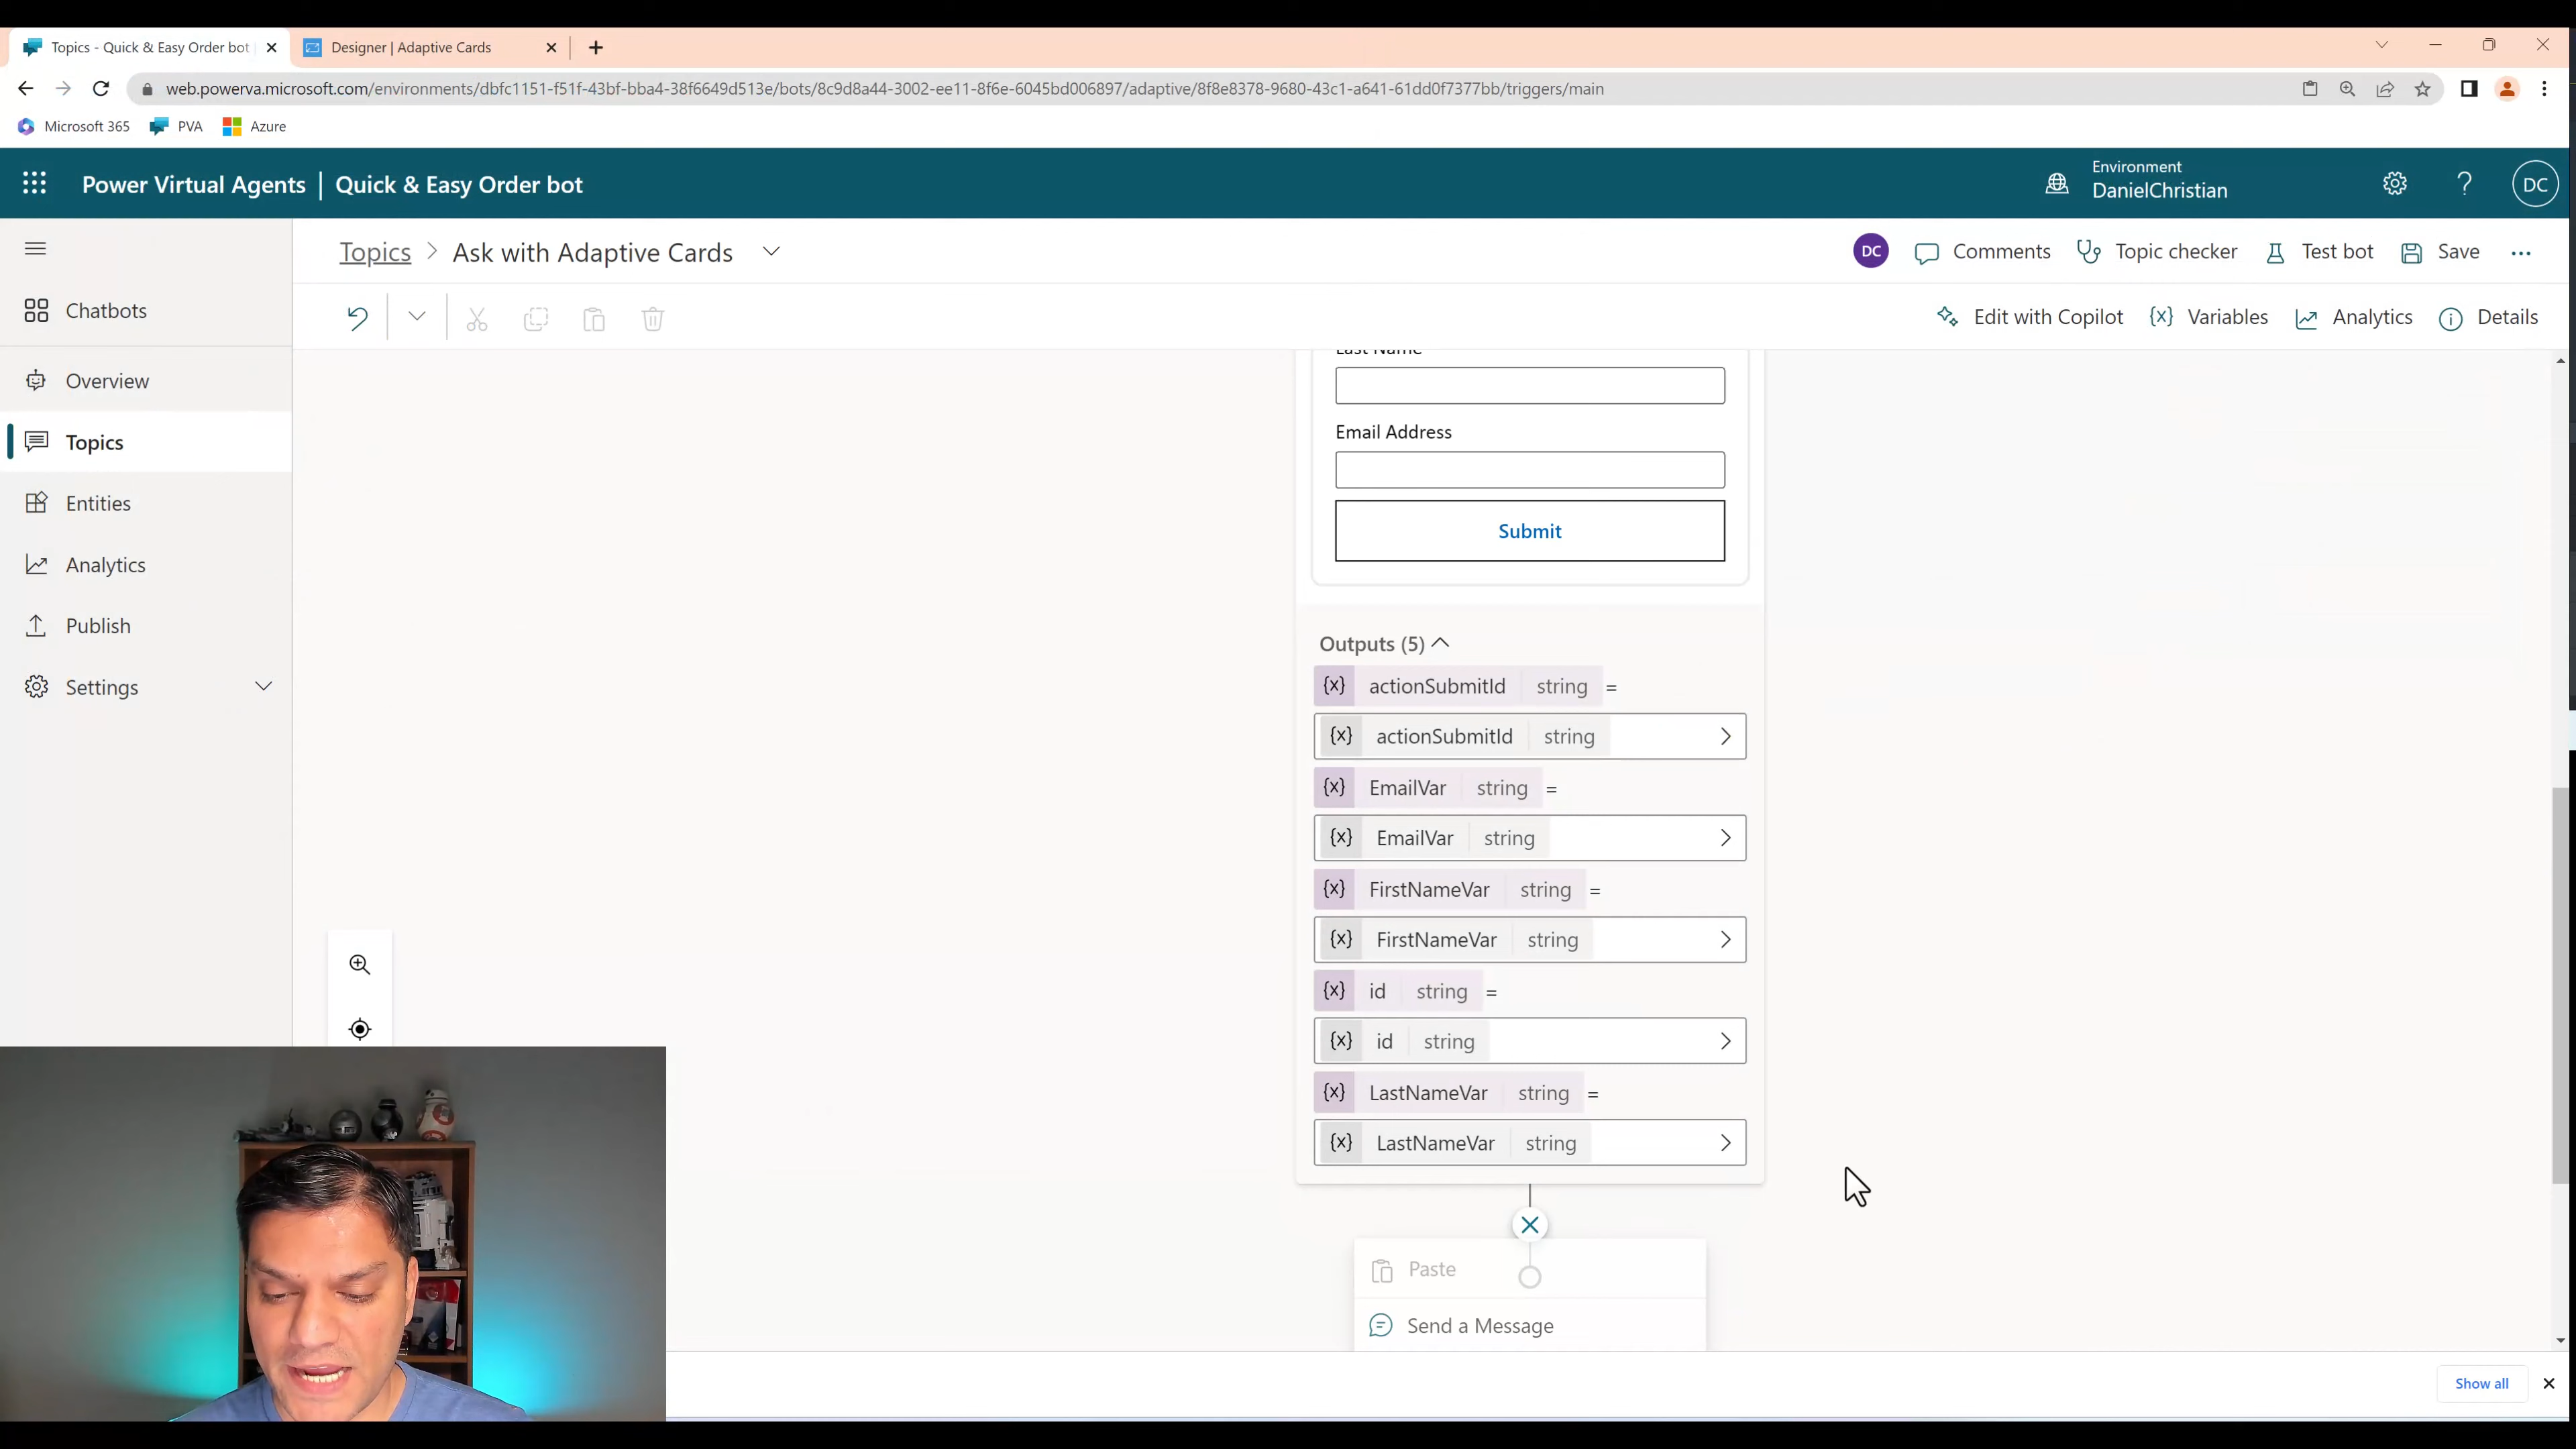 Topics - Quick & Easy Order bot
Designer | Adaptive Cards
web.powerva.microsoft.com/environments/dbfc1151-f51f-43bf-bba4-38f6649d513e/bots/8c9d8a44-3002-ee11-8f6e-6045bd006897/adaptive/8f8e8378-9680-43c1-a641-61dd0f7377bb/triggers/main
Microsoft 365 PVA Azure
Power Virtual Agents | Quick & Easy Order bot
Environment
DanielChristian
DC
Topics > Ask with Adaptive Cards
DC Comments Topic checker Test bot Save ...
Edit with Copilot {x} Variables Analytics Details
Chatbots
Overview
Topics
Entities
Analytics
Publish
Settings
Last Name
Email Address
Submit
Outputs (5)
{x} actionSubmitId string =
{x} actionSubmitId string
{x} EmailVar string =
{x} EmailVar string
{x} FirstNameVar string =
{x} FirstNameVar string
{x} id string =
{x} id string
{x} LastNameVar string =
{x} LastNameVar string
Paste
Send a Message
Show all